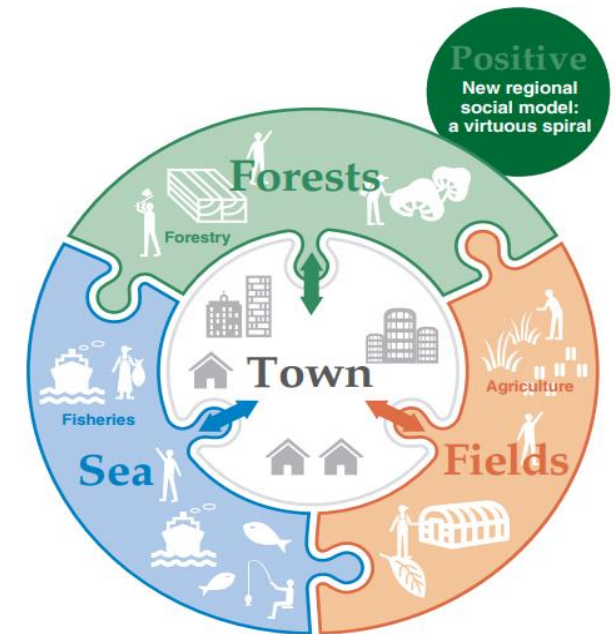 Positive
New regional
social model:
a virtuous spiral
Forests
Forestry
Town
Fisheries
Sea
Agriculture
Fields